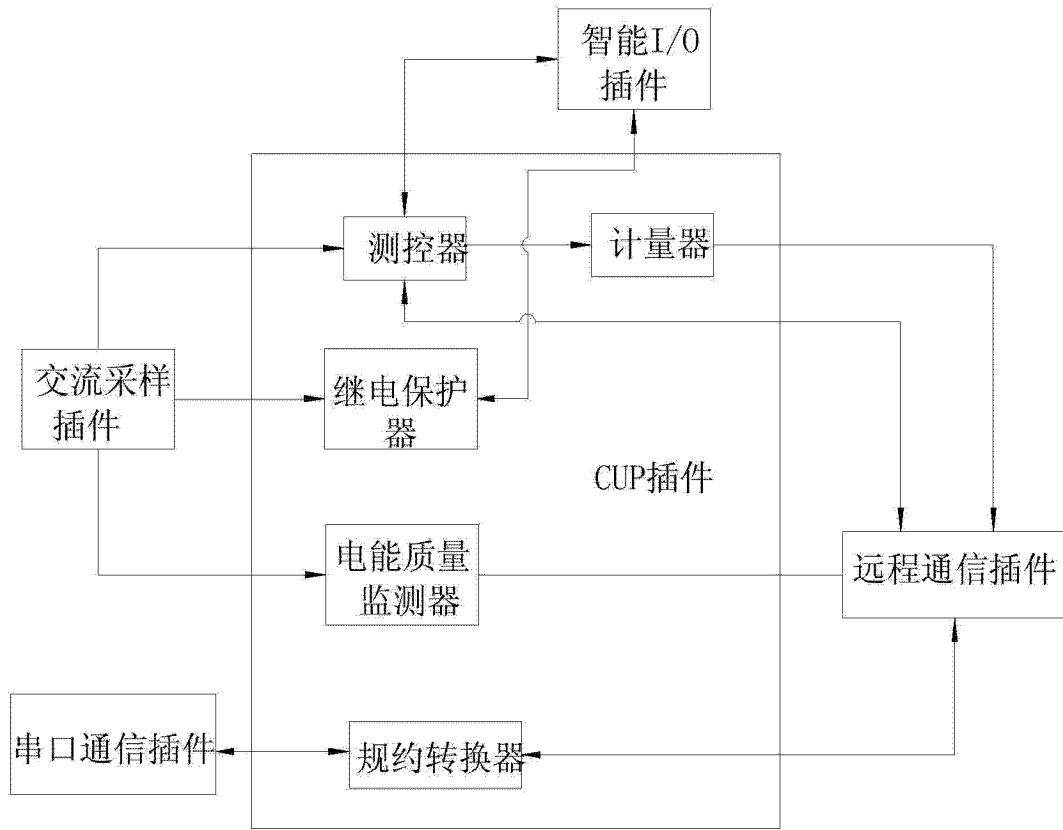 智能I/O
插件
测控器
计量器
交流采样
插件
继电保护
器
CUP插件
电能质量
监测器
远程通信插件
串口通信插件
规约转换器